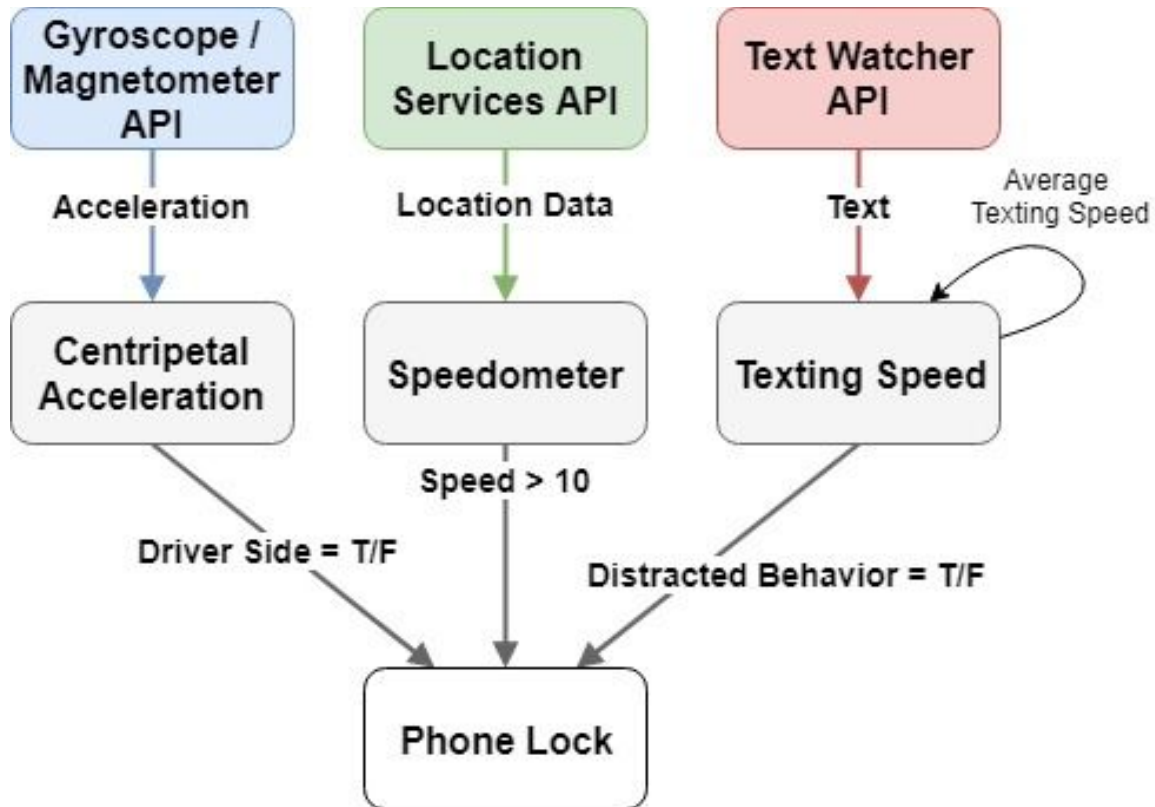 Gyroscope /
Magnetometer
API
Location
Services API
Text Watcher
API
Acceleration
Location Data
Text
Average
Texting Speed
Centripetal
Acceleration
Speedometer
Texting Speed
Speed > 10
Driver Side = T/F
Distracted Behavior = T/F
Phone Lock